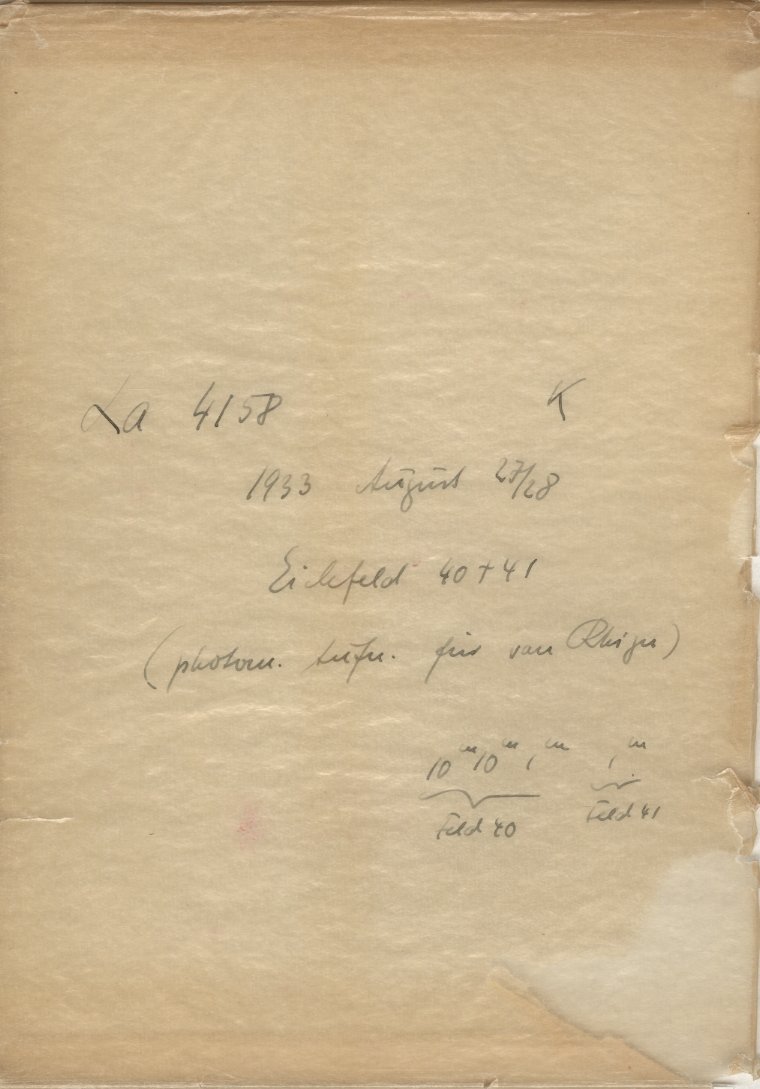 La 4158 K
1933 August 27/28
Eichfeld 40 + 41
(photom. Aufn. für van Rhijn)
10ᵐ 10ᵐ 1ᵐ 1ᵐ
Feld 40 Feld 41